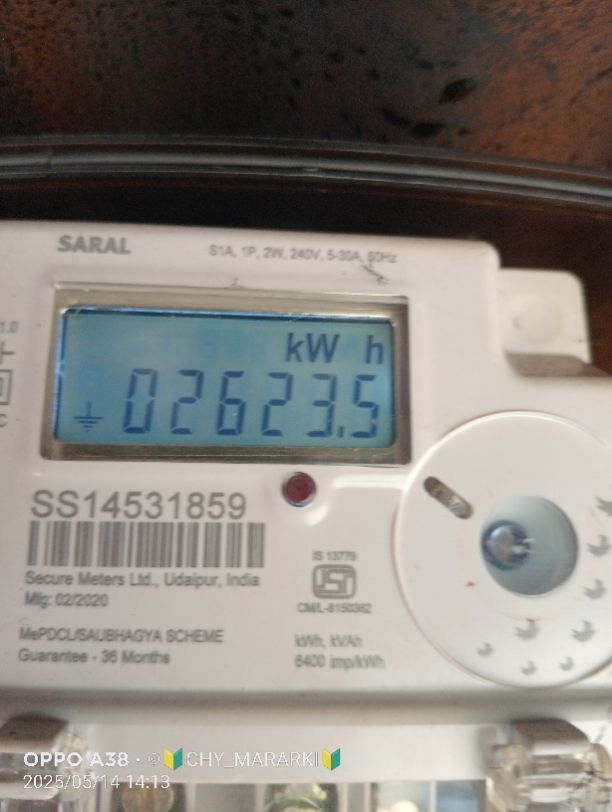 SARAL
S1A, 1P, 2W, 240V, 5-30A, 50Hz
1.0
kW h
02623.5
C
SS14531859
Secure Meters Ltd., Udaipur, India
Mfg: 02/2020
IS 13779
CM/L-8150362
MePDCL/SAUBHAGYA SCHEME
Guarantee - 36 Months
kWh, kVAh
6400 imp/kWh
OPPO A38 · ©🔰CHY_MARARKI🔰
2025/05/14 14:13